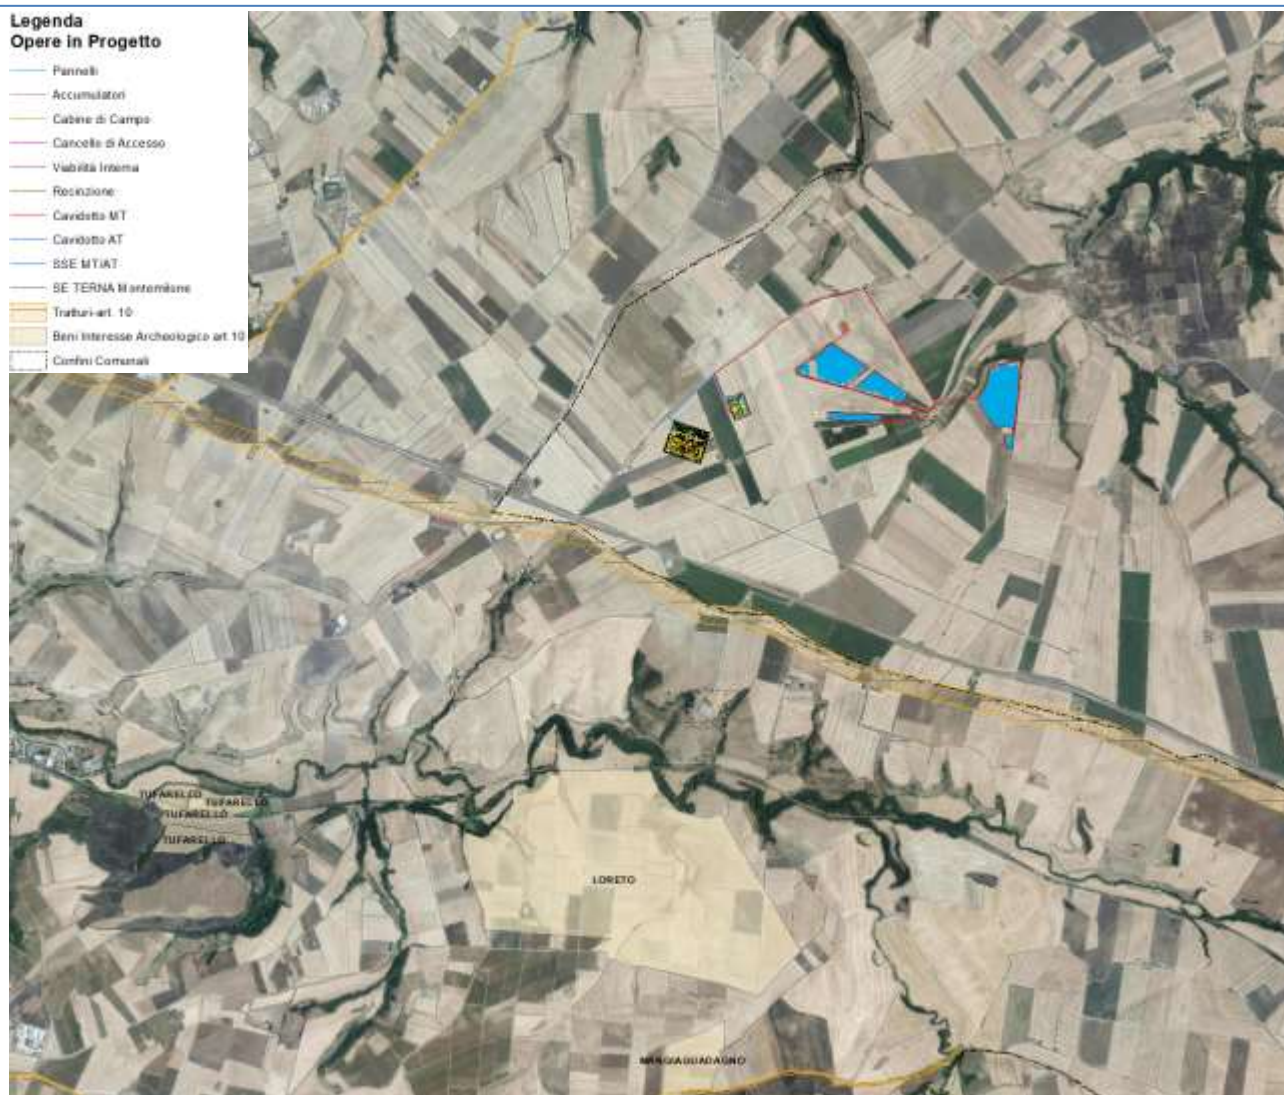 Legenda
Opere in Progetto
Pannelli
Accumulatori
Cabine di Campo
Cancello di Accesso
Viabilità Interna
Recinzione
Cavidotto MT
Cavidotto AT
SSE MT/AT
SE TERNA Montemilone
Tratturi-art. 10
Beni Interesse Archeologico art 10
Confini Comunali
TUFARELLO
TUFARELLO
TUFARELLO
TUFARELLO
LORETO
MANGIAGUADAGNO